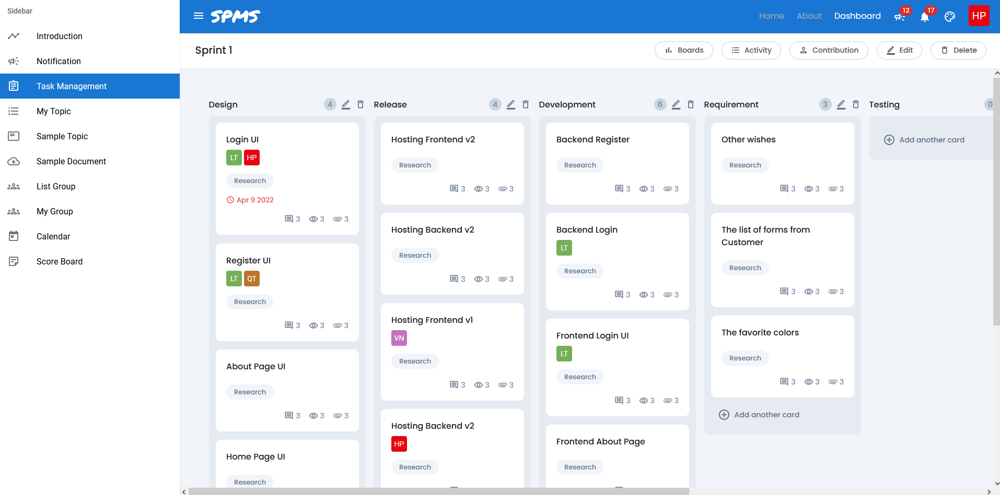 Sidebar
Introduction
Notification
Task Management
My Topic
Sample Topic
Sample Document
List Group
My Group
Calendar
Score Board
SPMS
Home About Dashboard 12 17 HP
Sprint 1
Boards Activity Contribution Edit Delete
Design 4
Login UI
LT HP
Research
Apr 9 2022
3 3 3
Register UI
LT QT
Research
3 3 3
About Page UI
Research
3 3 3
Home Page UI
Research
Release 4
Hosting Frontend v2
Research
3 3 3
Hosting Backend v2
Research
3 3 3
Hosting Frontend v1
VN
Research
3 3 3
Hosting Backend v2
HP
Research
Development 6
Backend Register
Research
3 3 3
Backend Login
LT
Research
3 3 3
Frontend Login UI
LT
Research
3 3 3
Frontend About Page
Research
Requirement 3
Other wishes
Research
3 3 3
The list of forms from
Customer
Research
3 3 3
The favorite colors
Research
3 3 3
Add another card
Testing 0
Add another card